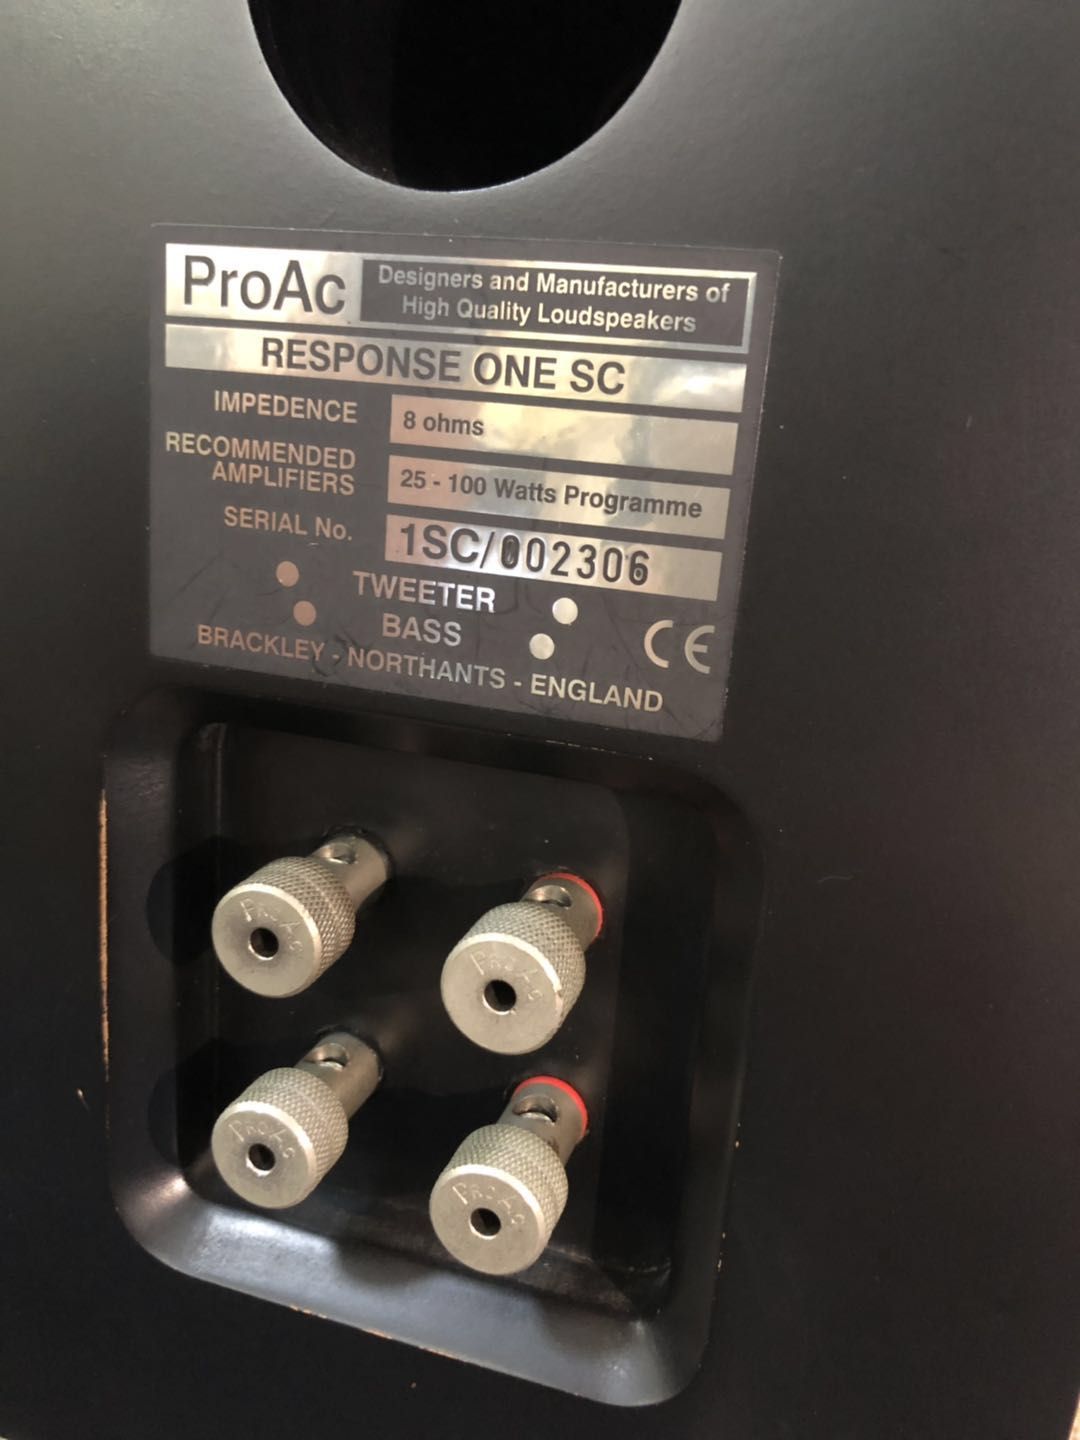 ProAc
Designers and Manufacturers of
High Quality Loudspeakers
RESPONSE ONE SC
IMPEDENCE 8 ohms
RECOMMENDED
AMPLIFIERS 25 - 100 Watts Programme
SERIAL No. 1SC/002306
TWEETER
BASS
CE
BRACKLEY - NORTHANTS - ENGLAND
ProAc
ProAc
ProAc
ProAc